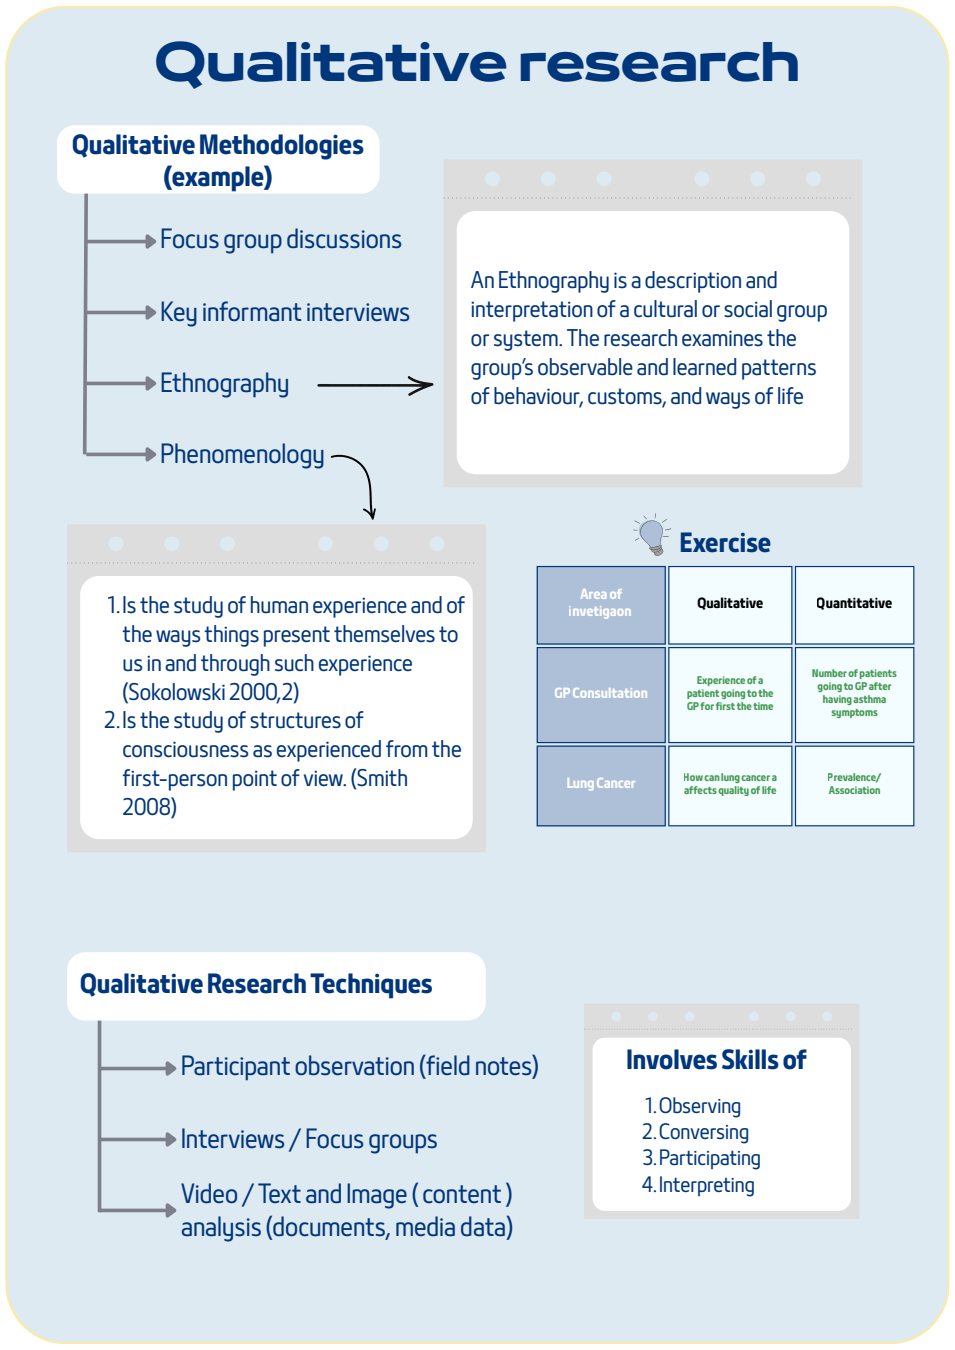 Qualitative research
Qualitative Methodologies
(example)
Focus group discussions
Key informant interviews
Ethnography
Phenomenology
An Ethnography is a description and
interpretation of a cultural or social group
or system. The research examines the
group's observable and learned patterns
of behaviour, customs, and ways of life
1. Is the study of human experience and of
the ways things present themselves to
us in and through such experience
(Sokolowski 2000,2)
2. Is the study of structures of
consciousness as experienced from the
first-person point of view. (Smith
2008)
Exercise
Area of
invetigaon
Qualitative
Quantitative
GP Consultation
Experience of a
patient going to the
GP for first the time
Number of patients
going to GP after
having asthma
symptoms
Lung Cancer
How can lung cancer a
affects quality of life
Prevalence/
Association
Qualitative Research Techniques
Participant observation (field notes)
Interviews / Focus groups
Video / Text and Image ( content )
analysis (documents, media data)
Involves Skills of
1. Observing
2. Conversing
3. Participating
4. Interpreting